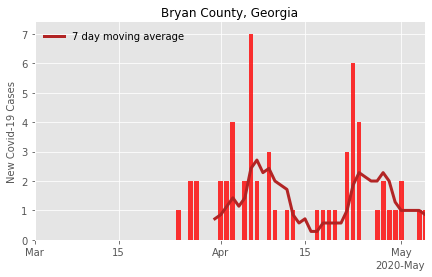 Bryan County, Georgia
7 day moving average
New Covid-19 Cases
7
6
5
4
3
2
1
0
Mar 15 Apr 15 May
2020-May